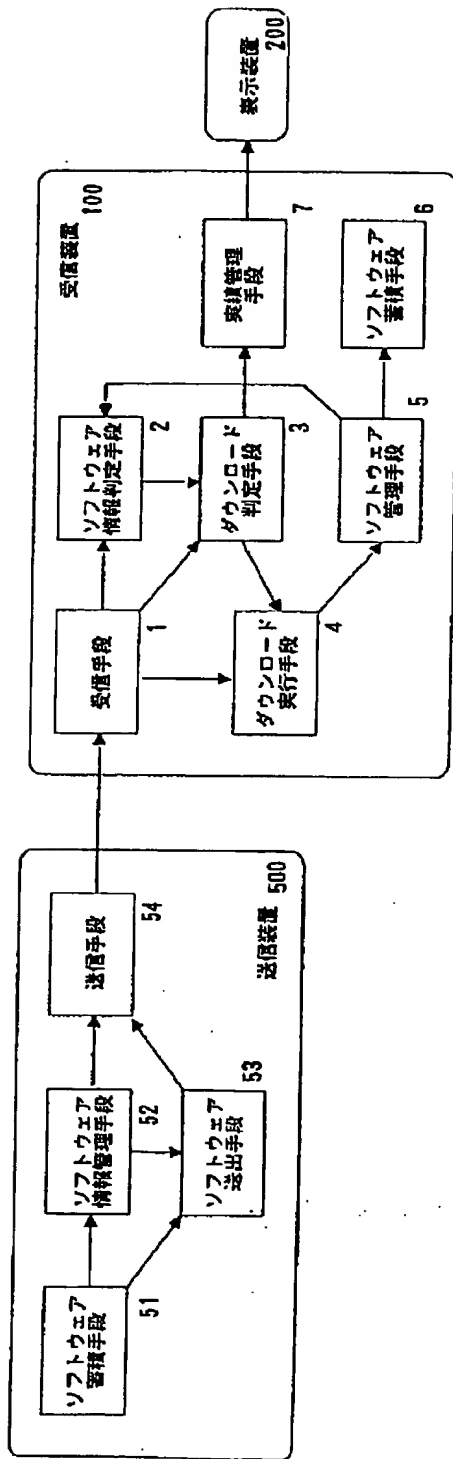 ソフトウェア
蓄積手段
51
ソフトウェア
情報管理手段
52
ソフトウェア
送出手段
53
送信手段
54
送信装置
500
受信装置
100
受信手段
1
ソフトウェア
情報判定手段
2
ダウンロード
判定手段
3
ダウンロード
実行手段
4
ソフトウェア
管理手段
5
ソフトウェア
蓄積手段
6
実績管理
手段
7
表示装置
200